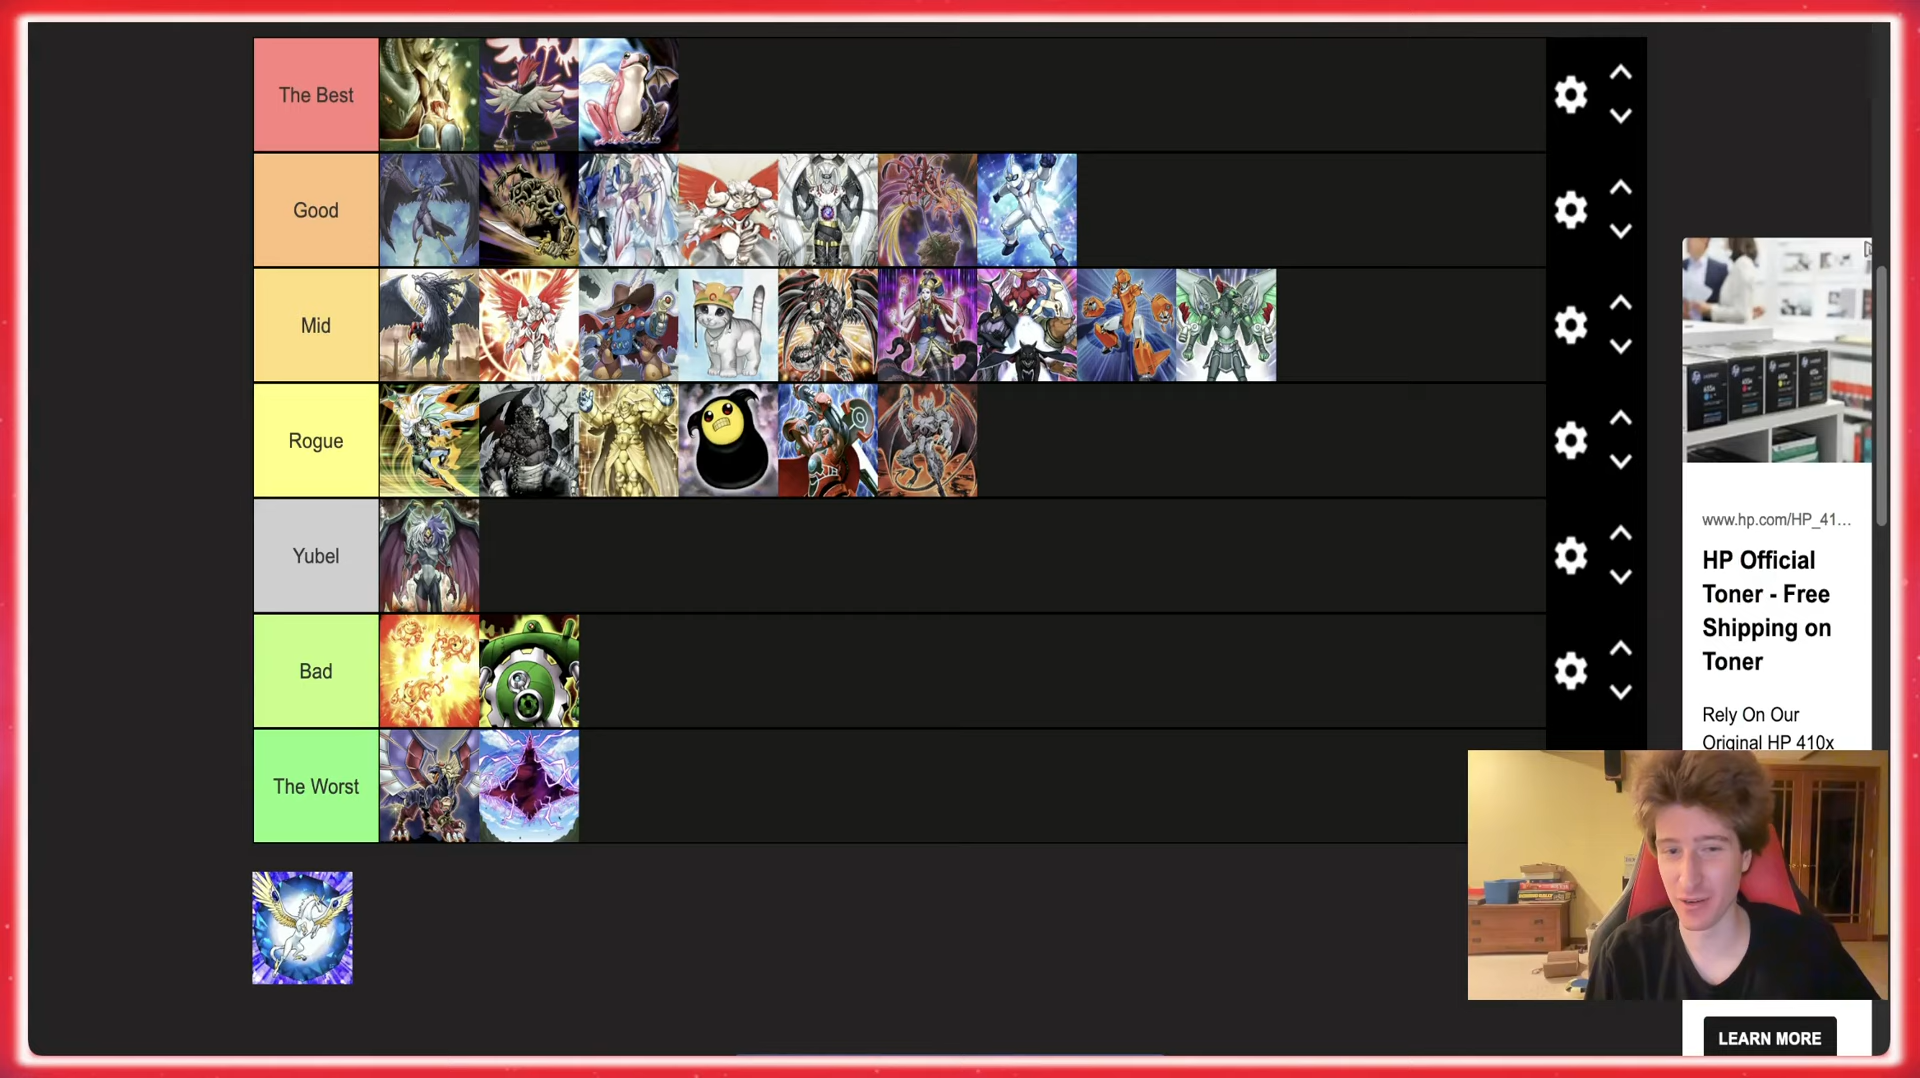 The Best
Good
Mid
Rogue
Yubel
Bad
The Worst
www.hp.com/HP_41...
HP Official
Toner - Free
Shipping on
Toner
Rely On Our
Original HP 410x
LEARN MORE